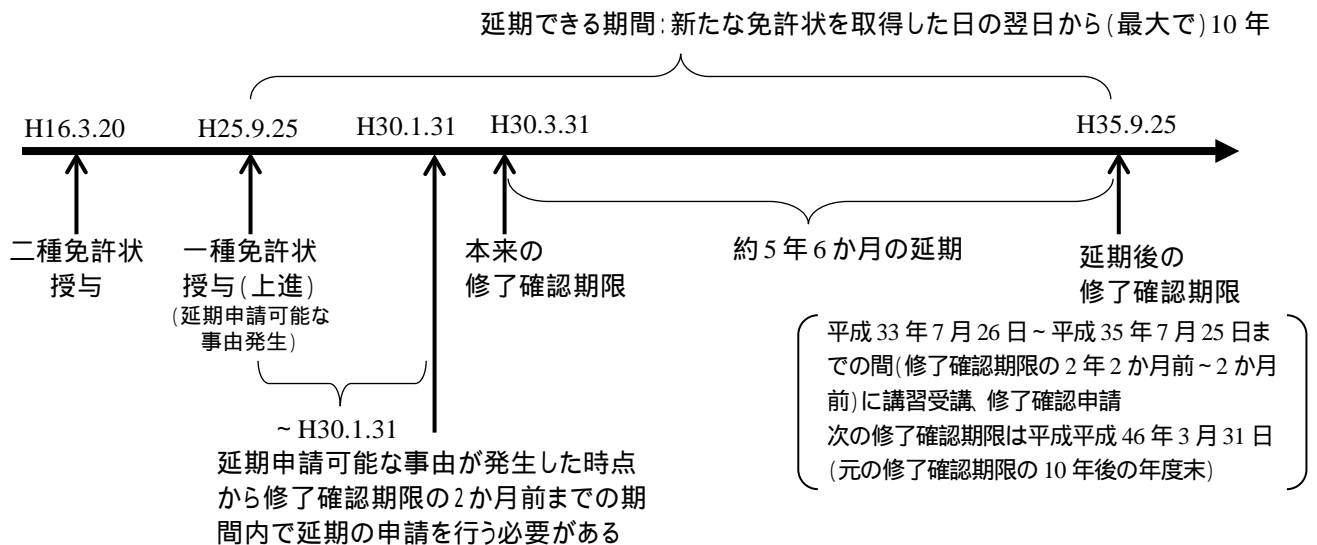 延期できる期間:新たな免許状を取得した日の翌日から(最大で)10年
H16.3.20
H25.9.25
H30.1.31
H30.3.31
H35.9.25
二種免許状
授与
一種免許状
授与(上進)
(延期申請可能な
事由発生)
本来の
修了確認期限
約5年6か月の延期
延期後の
修了確認期限
平成33年7月26日~平成35年7月25日ま
での間(修了確認期限の2年2か月前~2か月
前)に講習受講、修了確認申請
次の修了確認期限は平成平成46年3月31日
(元の修了確認期限の10年後の年度末)
~H30.1.31
延期申請可能な事由が発生した時点
から修了確認期限の2か月前までの期
間内で延期の申請を行う必要がある